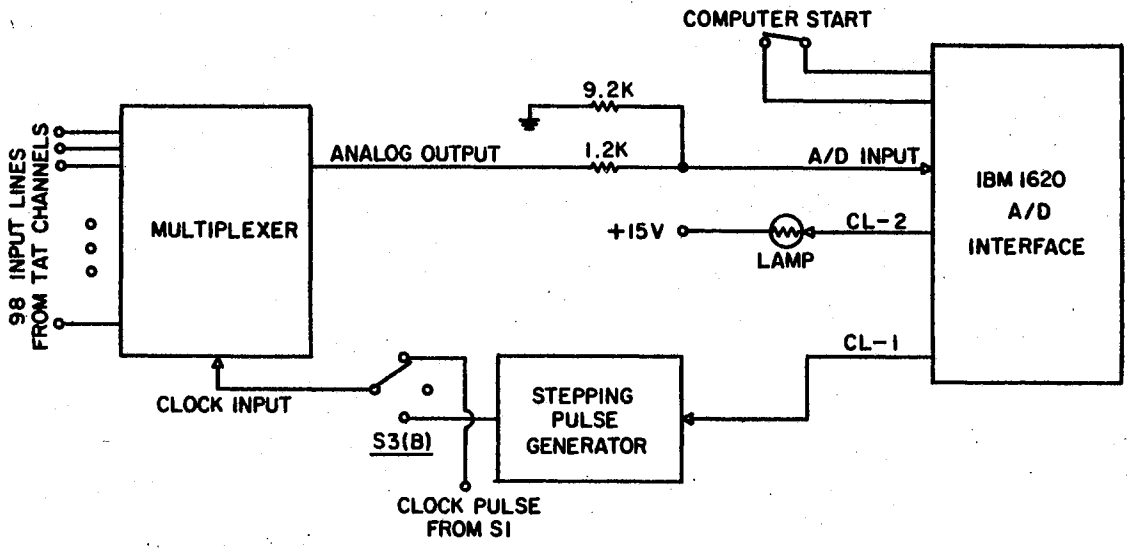 COMPUTER START
9.2K
ANALOG OUTPUT
1.2K
A/D INPUT
98 INPUT LINES
FROM TAT CHANNELS
MULTIPLEXER
+15V
LAMP
CL-2
IBM 1620
A/D
INTERFACE
CL-1
CLOCK INPUT
S3(B)
STEPPING
PULSE
GENERATOR
CLOCK PULSE
FROM S1